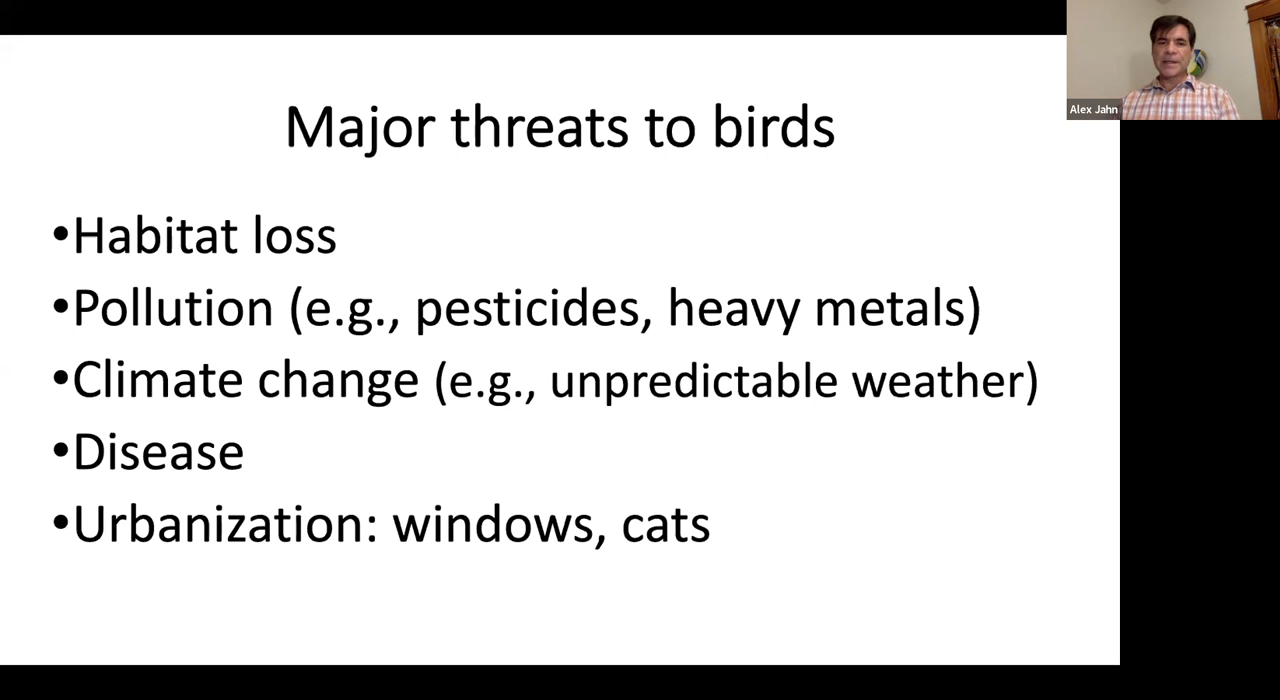 Major threats to birds
•Habitat loss
•Pollution (e.g., pesticides, heavy metals)
•Climate change (e.g., unpredictable weather)
•Disease
•Urbanization: windows, cats
Alex Jahn